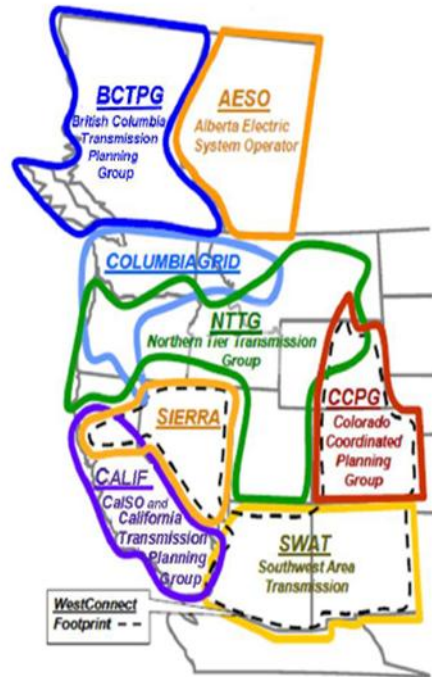 BCTPG
British Columbia
Transmission
Planning
Group
AESO
Alberta Electric
System Operator
COLUMBIAGRID
NTTG
Northern Tier Transmission
Group
CCPG
Colorado
Coordinated
Planning
Group
SIERRA
CALIF
CaISO and
California
Transmission
Planning
Group
SWAT
Southwest Area
Transmission
WestConnect
Footprint